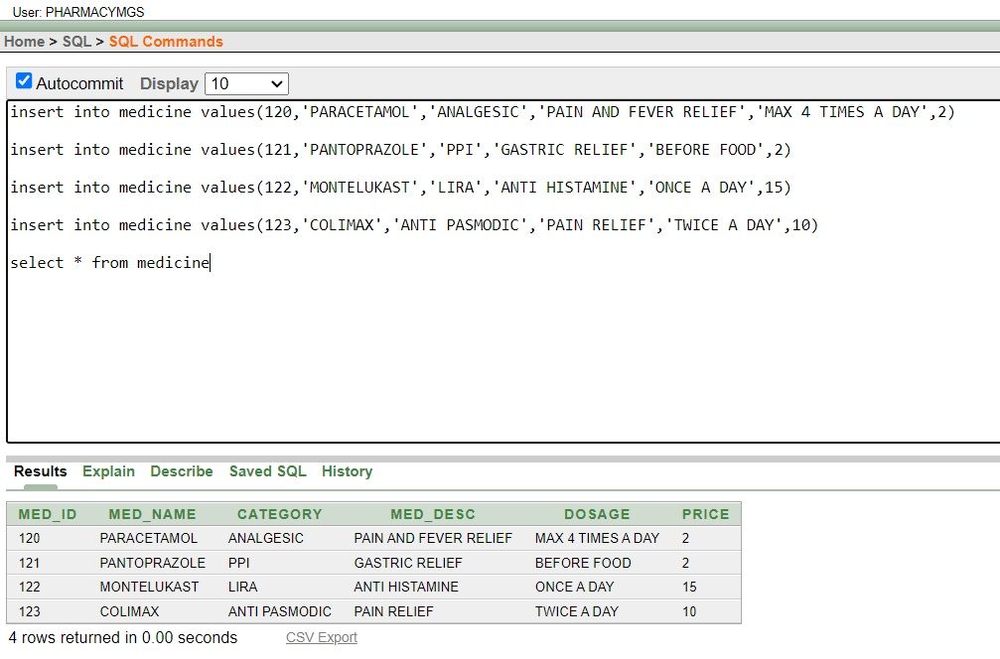 User: PHARMACYMGS
Home > SQL > SQL Commands
Autocommit Display 10
insert into medicine values(120,'PARACETAMOL','ANALGESIC','PAIN AND FEVER RELIEF','MAX 4 TIMES A DAY',2)
insert into medicine values(121,'PANTOPRAZOLE','PPI','GASTRIC RELIEF','BEFORE FOOD',2)
insert into medicine values(122,'MONTELUKAST','LIRA','ANTI HISTAMINE','ONCE A DAY',15)
insert into medicine values(123,'COLIMAX','ANTI PASMODIC','PAIN RELIEF','TWICE A DAY',10)
select * from medicine
Results Explain Describe Saved SQL History
MED_ID MED_NAME CATEGORY MED_DESC DOSAGE PRICE
120 PARACETAMOL ANALGESIC PAIN AND FEVER RELIEF MAX 4 TIMES A DAY 2
121 PANTOPRAZOLE PPI GASTRIC RELIEF BEFORE FOOD 2
122 MONTELUKAST LIRA ANTI HISTAMINE ONCE A DAY 15
123 COLIMAX ANTI PASMODIC PAIN RELIEF TWICE A DAY 10
4 rows returned in 0.00 seconds CSV Export